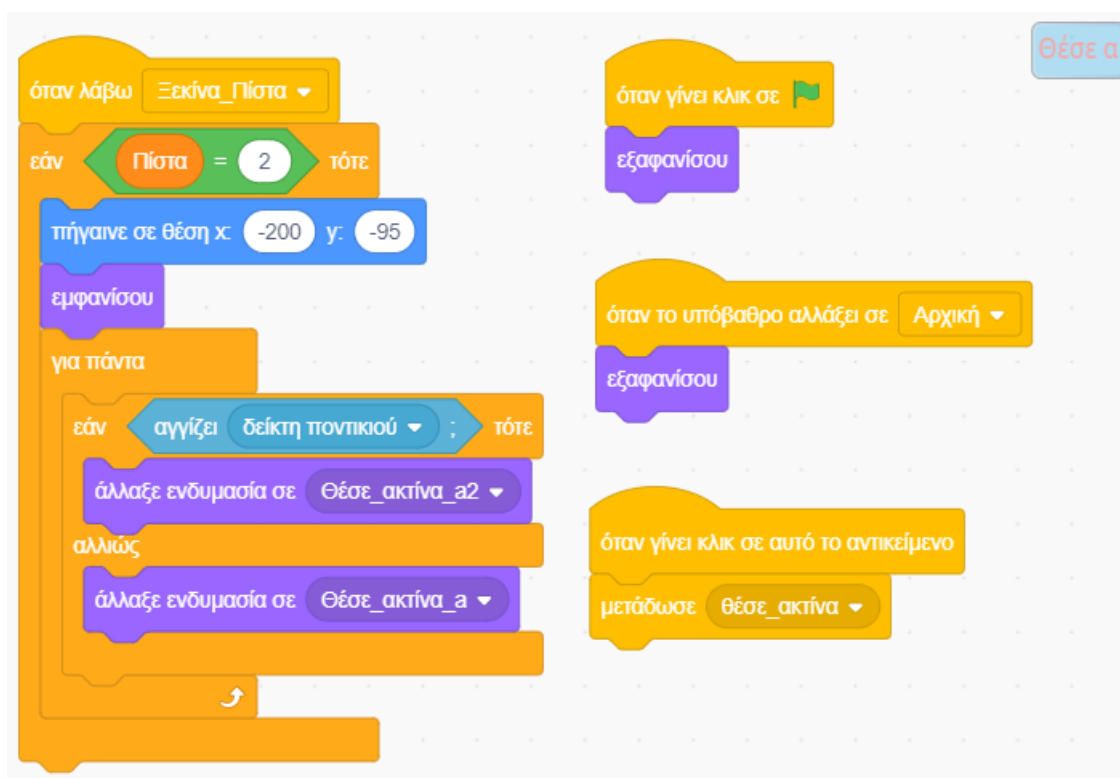 όταν λάβω Ξεκίνα_Πίστα
εάν Πίστα = 2 τότε
πήγαινε σε θέση x: -200 y: -95
εμφανίσου
για πάντα
εάν αγγίζει δείκτη ποντικιού ; τότε
άλλαξε ενδυμασία σε Θέσε_ακτίνα_a2
αλλιώς
άλλαξε ενδυμασία σε Θέσε_ακτίνα_a
όταν γίνει κλικ σε
εξαφανίσου
όταν το υπόβαθρο αλλάξει σε Αρχική
εξαφανίσου
όταν γίνει κλικ σε αυτό το αντικείμενο
μετάδωσε θέσε_ακτίνα
Θέσε α